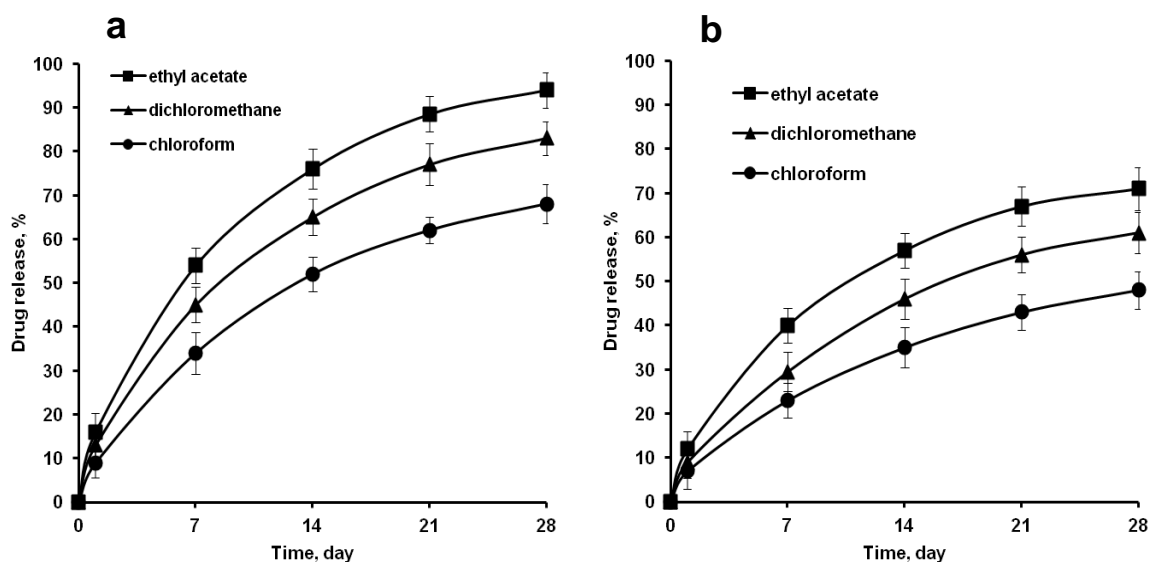 a
100
90
80
70
60
50
40
30
20
10
0
Drug release, %
ethyl acetate
dichloromethane
chloroform
0 7 14 21 28
Time, day
b
100
90
80
70
60
50
40
30
20
10
0
Drug release, %
ethyl acetate
dichloromethane
chloroform
0 7 14 21 28
Time, day